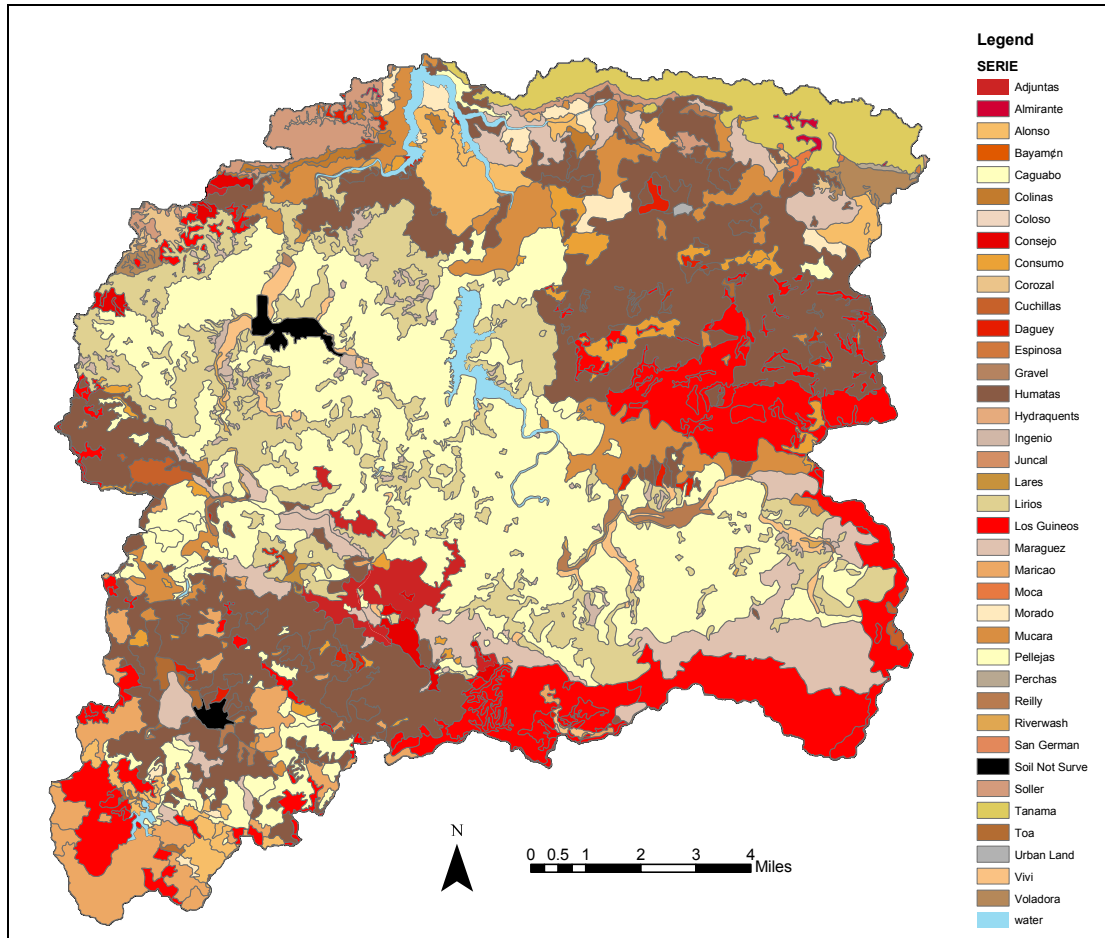 Legend
SERIE
Adjuntas
Almirante
Alonso
Bayam¢n
Caguabo
Colinas
Coloso
Consejo
Consumo
Corozal
Cuchillas
Daguey
Espinosa
Gravel
Humatas
Hydraquents
Ingenio
Juncal
Lares
Lirios
Los Guineos
Maraguez
Maricao
Moca
Morado
Mucara
Pellejas
Perchas
Reilly
Riverwash
San German
Soil Not Surve
Soller
Tanama
Toa
Urban Land
Vivi
Voladora
water
N
0 0.5 1 2 3 4
Miles